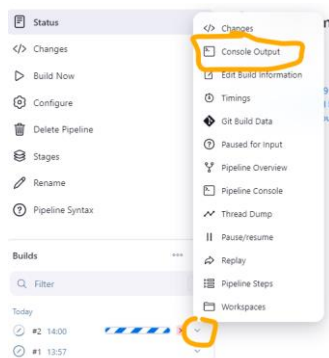 Status
Changes
Build Now
Configure
Delete Pipeline
Stages
Rename
Pipeline Syntax
Builds
Filter
Today
#2 14:00
#1 13:57
Changes
Console Output
Edit Build Information
Timings
Git Build Data
Paused for Input
Pipeline Overview
Pipeline Console
Thread Dump
Pause/resume
Replay
Pipeline Steps
Workspaces